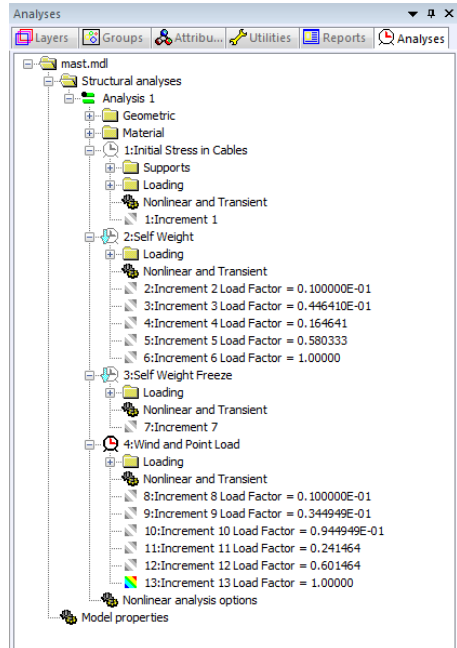 Analyses
Layers Groups Attribu... Utilities Reports Analyses
mast.mdl
Structural analyses
Analysis 1
Geometric
Material
1:Initial Stress in Cables
Supports
Loading
Nonlinear and Transient
1:Increment 1
2:Self Weight
Loading
Nonlinear and Transient
2:Increment 2 Load Factor = 0.100000E-01
3:Increment 3 Load Factor = 0.446410E-01
4:Increment 4 Load Factor = 0.164641
5:Increment 5 Load Factor = 0.580333
6:Increment 6 Load Factor = 1.00000
3:Self Weight Freeze
Loading
Nonlinear and Transient
7:Increment 7
4:Wind and Point Load
Loading
Nonlinear and Transient
8:Increment 8 Load Factor = 0.100000E-01
9:Increment 9 Load Factor = 0.344949E-01
10:Increment 10 Load Factor = 0.944949E-01
11:Increment 11 Load Factor = 0.241464
12:Increment 12 Load Factor = 0.601464
13:Increment 13 Load Factor = 1.00000
Nonlinear analysis options
Model properties